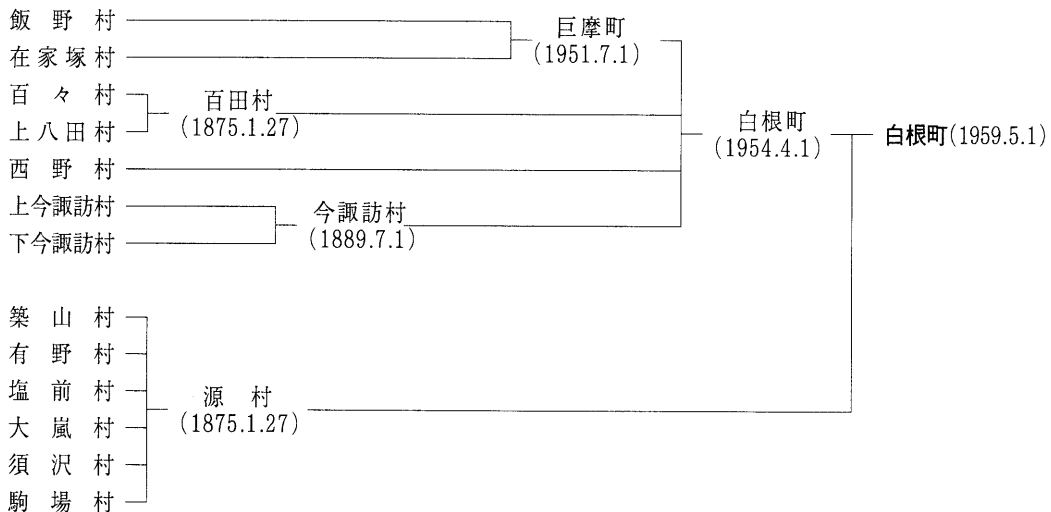 飯野村
在家塚村
巨摩町
(1951.7.1)
百々村
上八田村
百田村
(1875.1.27)
西野村
上今諏訪村
下今諏訪村
今諏訪村
(1889.7.1)
白根町
(1954.4.1)
白根町(1959.5.1)
築山村
有野村
塩前村
大嵐村
須沢村
駒場村
源村
(1875.1.27)